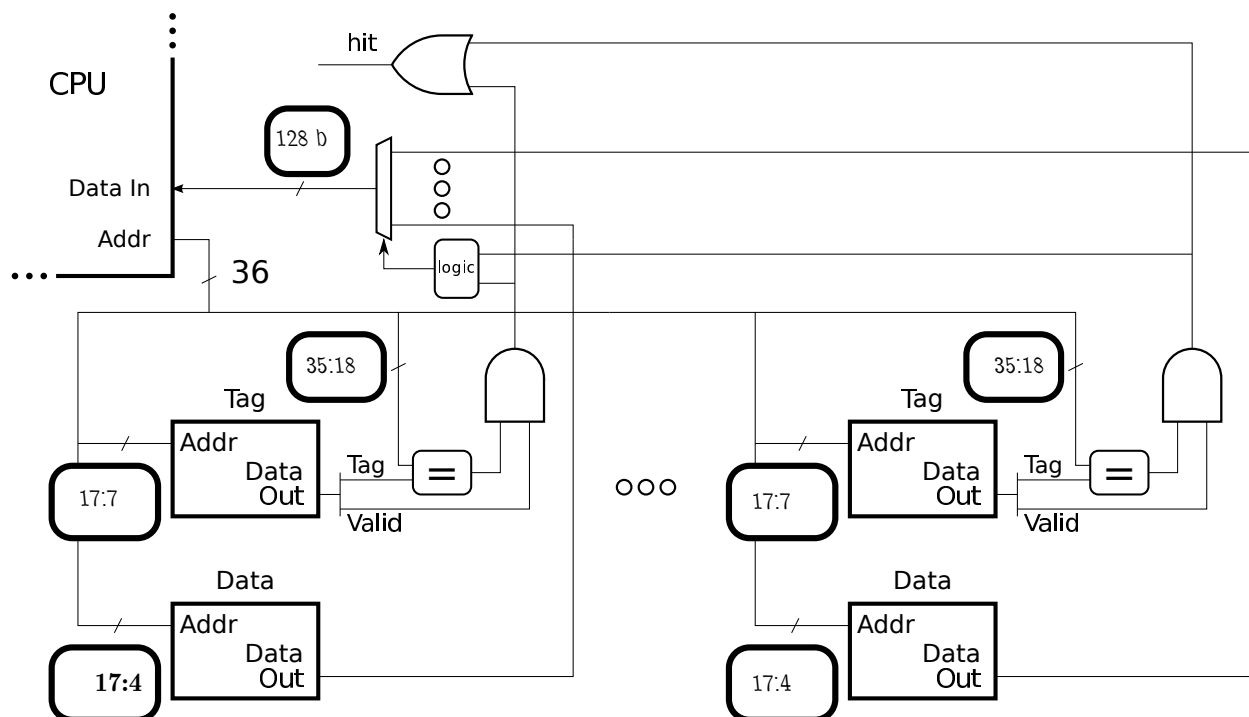 hit
CPU
128 b
Data In
Addr
logic
36
35:18
35:18
Tag
Tag
Addr
Data
Out
Tag
=
Valid
17:7
Addr
Data
Out
Tag
=
Valid
17:7
Data
Data
Addr
Data
Out
17:4
Addr
Data
Out
17:4